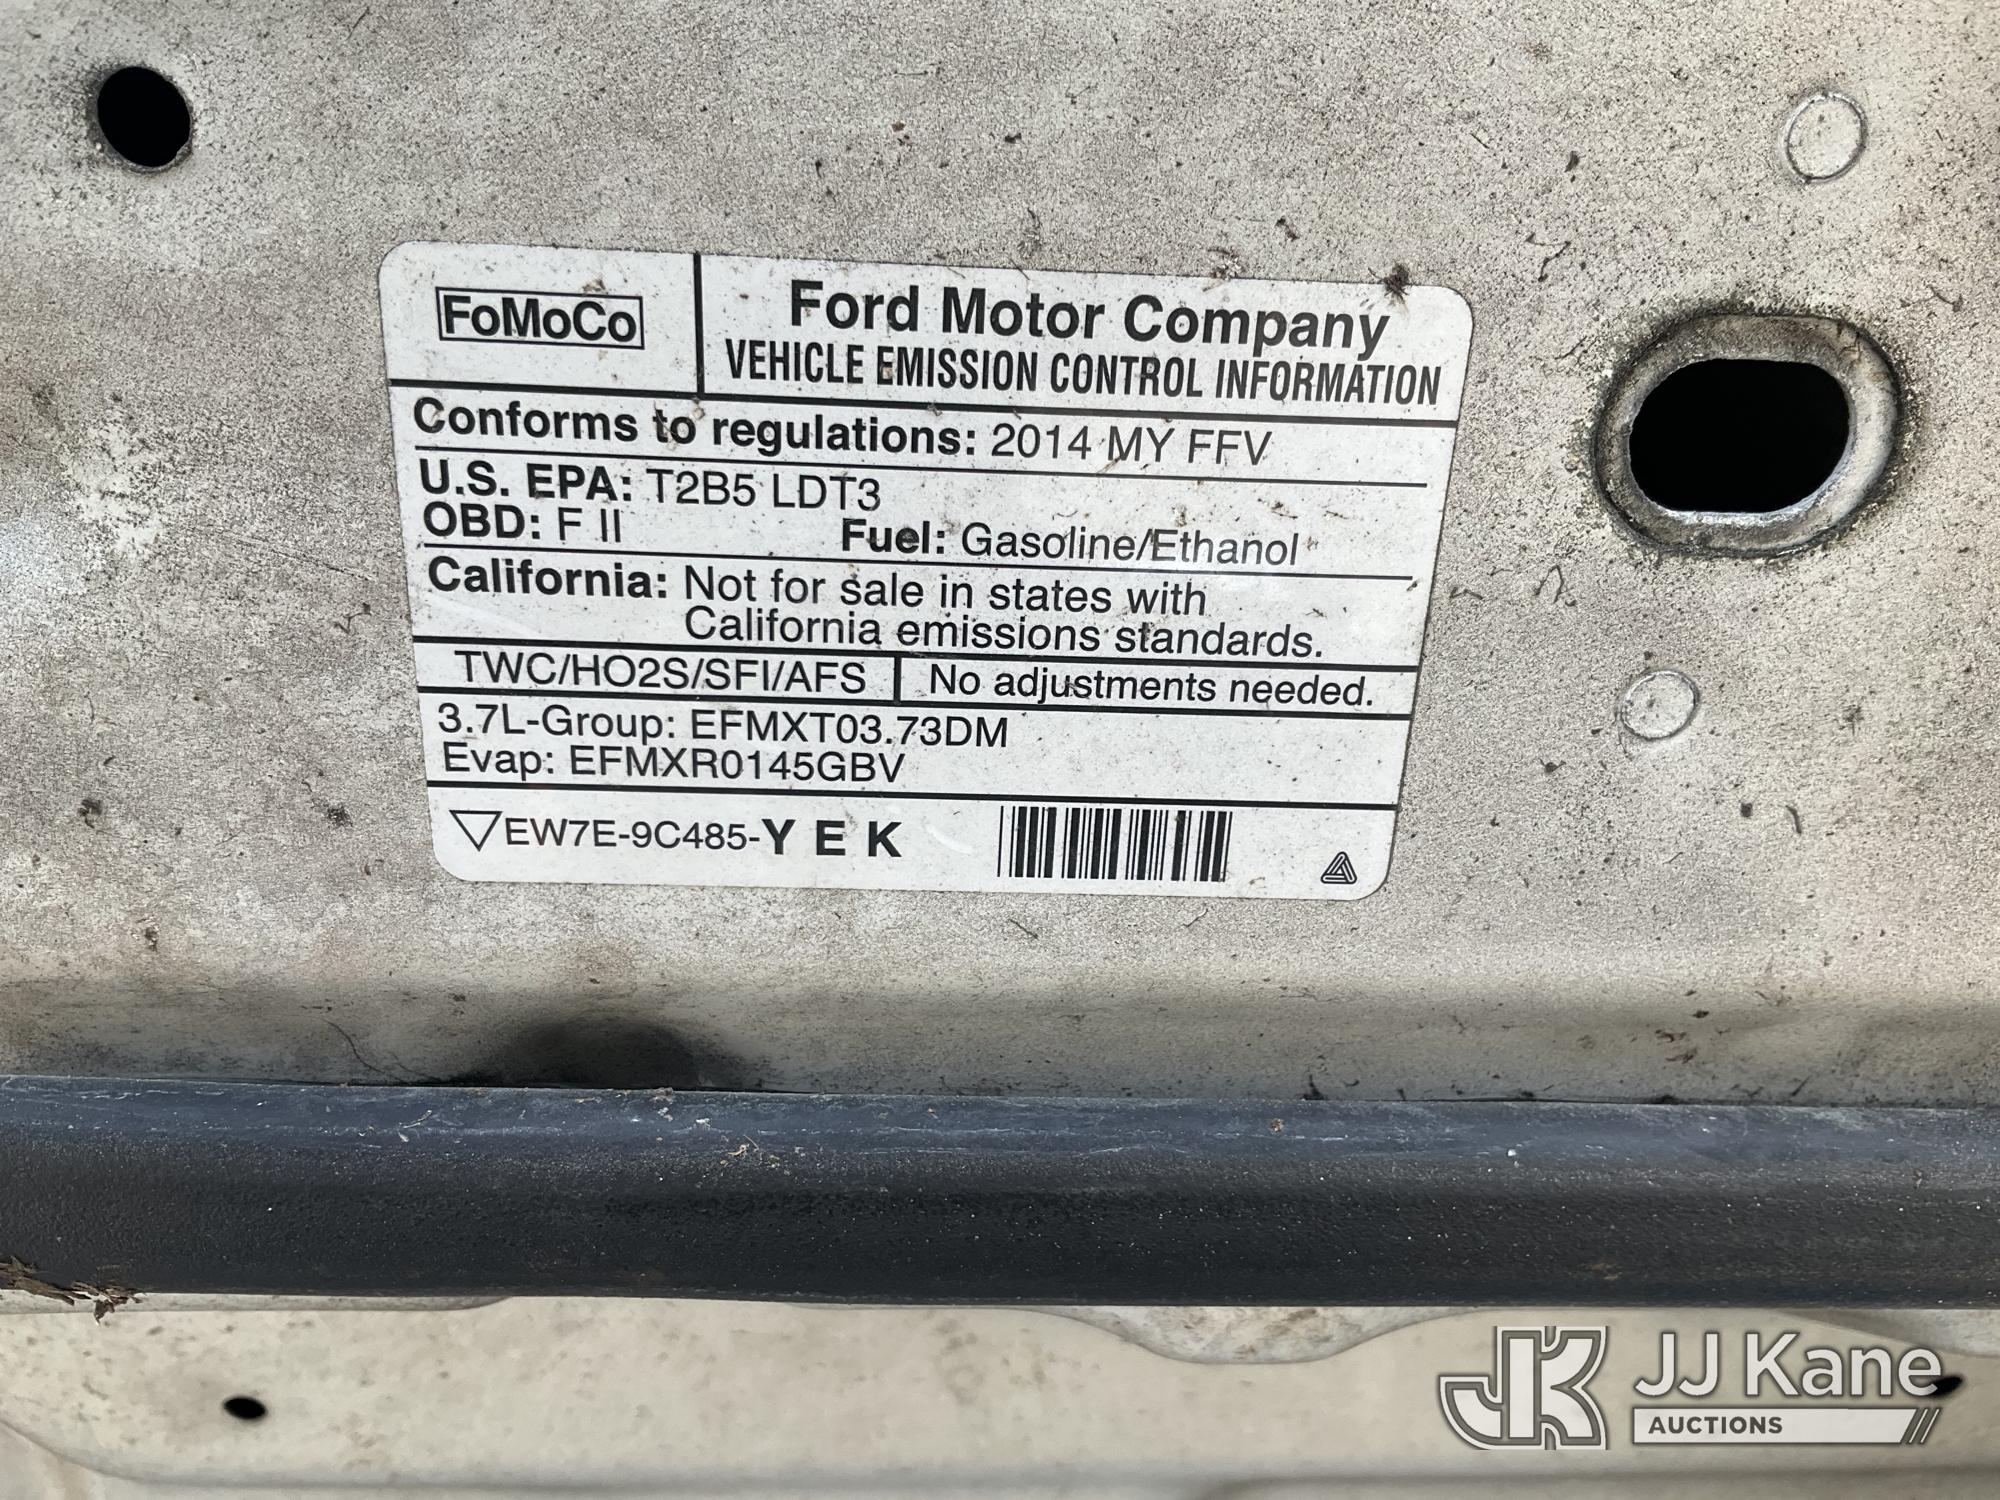 FoMoCo
Ford Motor Company
VEHICLE EMISSION CONTROL INFORMATION
Conforms to regulations: 2014 MY FFV
U.S. EPA: T2B5 LDT3
OBD: F II Fuel: Gasoline/Ethanol
California: Not for sale in states with
California emissions standards.
TWC/HO2S/SFI/AFS No adjustments needed.
3.7L-Group: EFMXT03.73DM
Evap: EFMXR0145GBV
EW7E-9C485-Y E K
JK JJ Kane
AUCTIONS